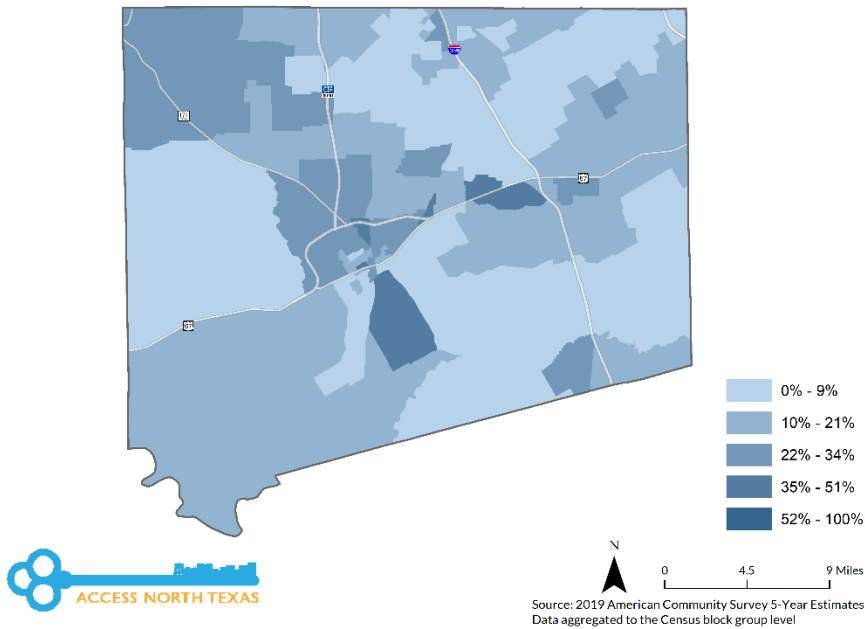 67
67
0% - 9%
10% - 21%
22% - 34%
35% - 51%
52% - 100%
N
0 4.5 9 Miles
ACCESS NORTH TEXAS
Source: 2019 American Community Survey 5-Year Estimates
Data aggregated to the Census block group level